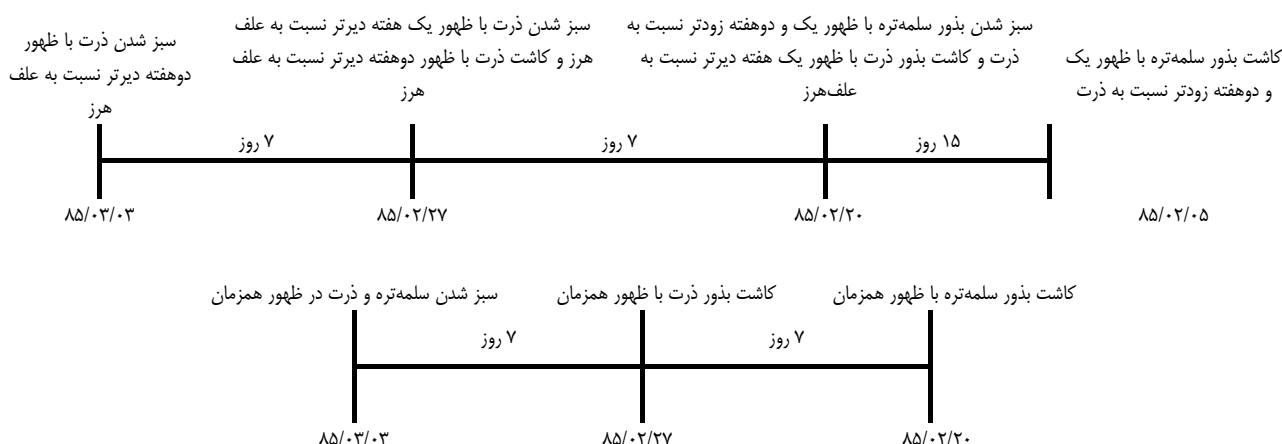 کاشت بذور سلمه‌تره با ظهور یک
و دوهفته زودتر نسبت به ذرت
سبز شدن بذور سلمه‌تره با ظهور یک و دوهفته زودتر نسبت به
ذرت و کاشت بذور ذرت با ظهور یک هفته دیرتر نسبت به
علف‌هرز
سبز شدن ذرت با ظهور یک هفته دیرتر نسبت به علف
هرز و کاشت ذرت با ظهور دوهفته دیرتر نسبت به علف
هرز
سبز شدن ذرت با ظهور
دوهفته دیرتر نسبت به علف
هرز
۱۵ روز
۷ روز
۷ روز
۸۵/۰۲/۰۵
۸۵/۰۲/۲۰
۸۵/۰۲/۲۷
۸۵/۰۳/۰۳
کاشت بذور سلمه‌تره با ظهور همزمان
کاشت بذور ذرت با ظهور همزمان
سبز شدن سلمه‌تره و ذرت در ظهور همزمان
۷ روز
۷ روز
۸۵/۰۲/۲۰
۸۵/۰۲/۲۷
۸۵/۰۳/۰۳